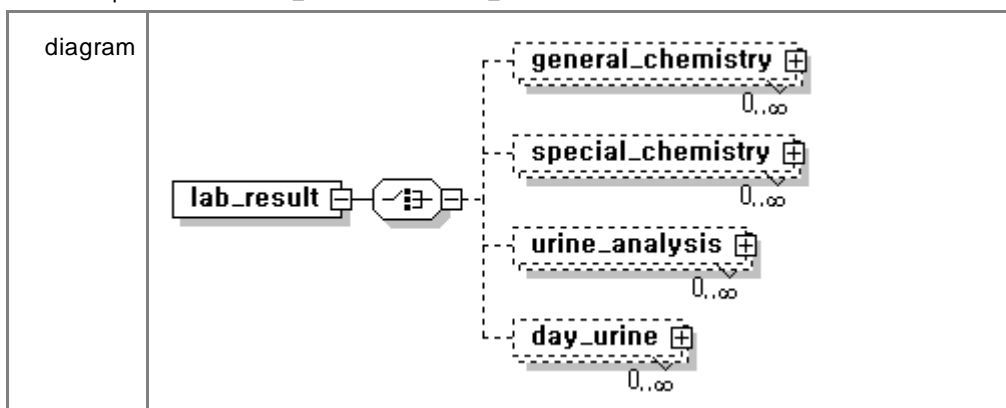 diagram
general_chemistry
0..∞
special_chemistry
0..∞
lab_result
urine_analysis
0..∞
day_urine
0..∞